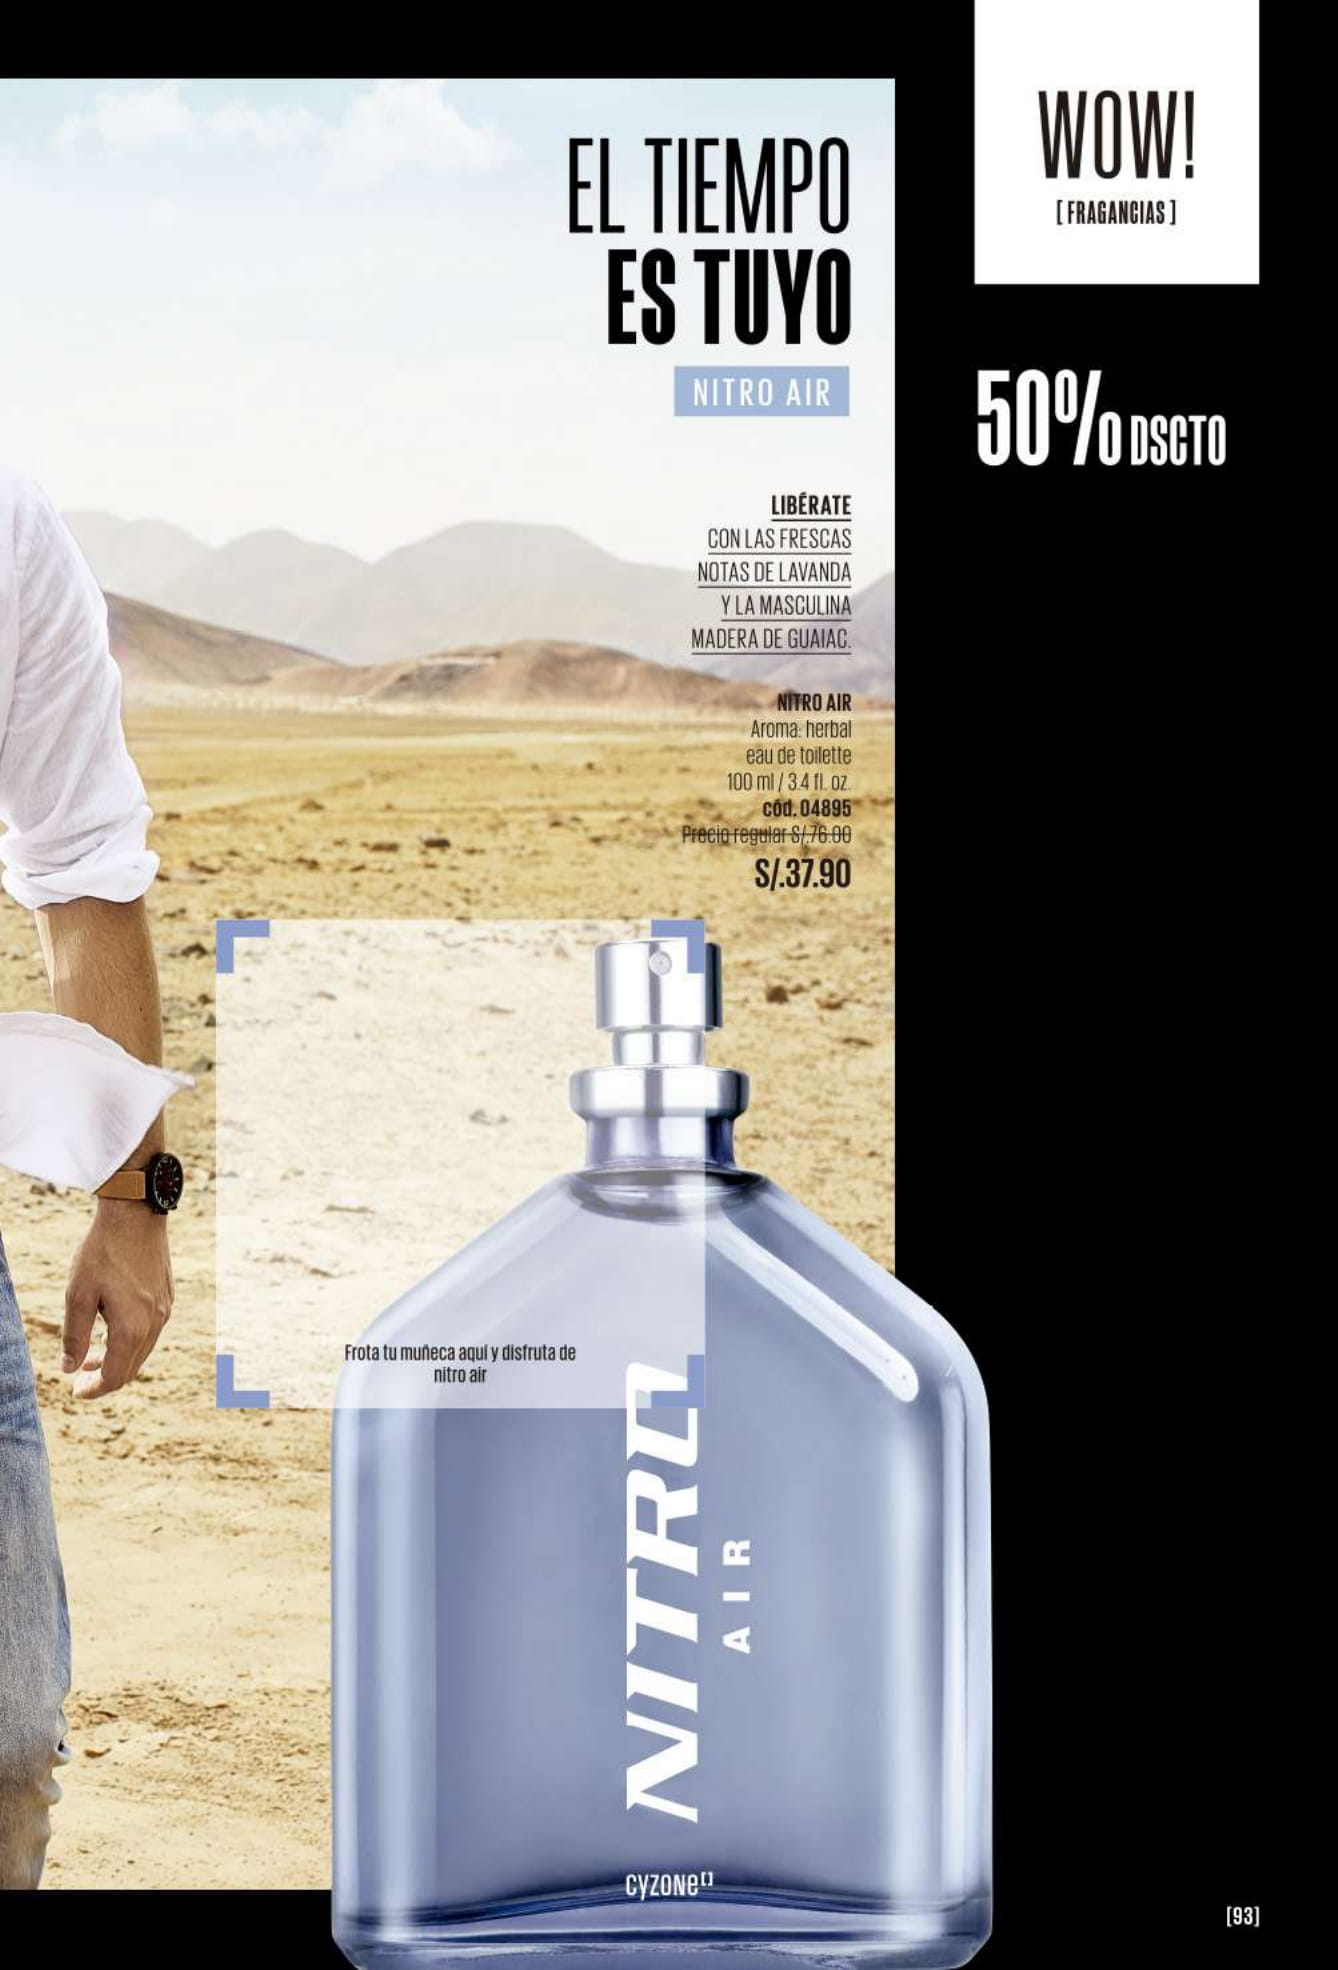 WOW!
[ FRAGANCIAS ]
EL TIEMPO
ES TUYO
NITRO AIR
50% DSCTO
LIBÉRATE
CON LAS FRESCAS
NOTAS DE LAVANDA
Y LA MASCULINA
MADERA DE GUAIAC.
NITRO AIR
Aroma: herbal
eau de toilette
100 ml / 3.4 fl. oz.
cód. 04895
Precio regular S/.76.00
S/.37.90
Frota tu muñeca aquí y disfruta de
nitro air
NITRO
AIR
cyzone[]
[93]